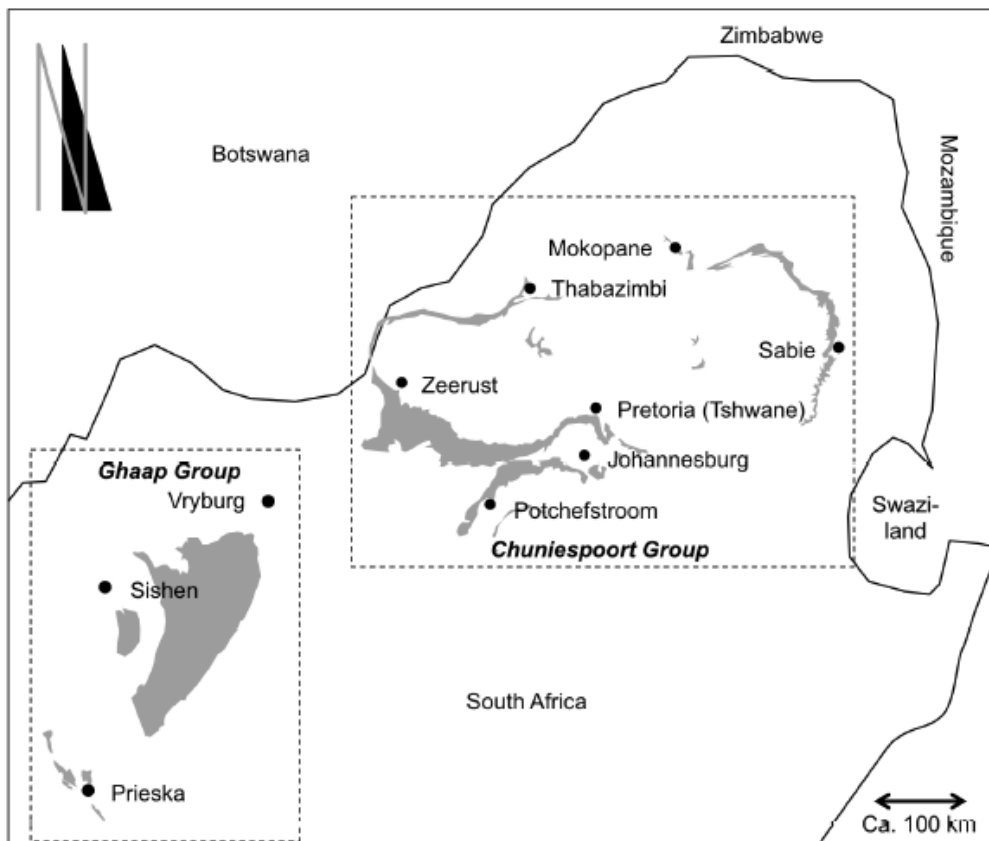 Zimbabwe
N
Botswana
Mozambique
Mokopane
Thabazimbi
Sabie
Zeerust
Pretoria (Tshwane)
Johannesburg
Ghaap Group
Vryburg
Potchefstroom
Swazi-
land
Chuniespoort Group
Sishen
South Africa
Prieska
Ca. 100 km